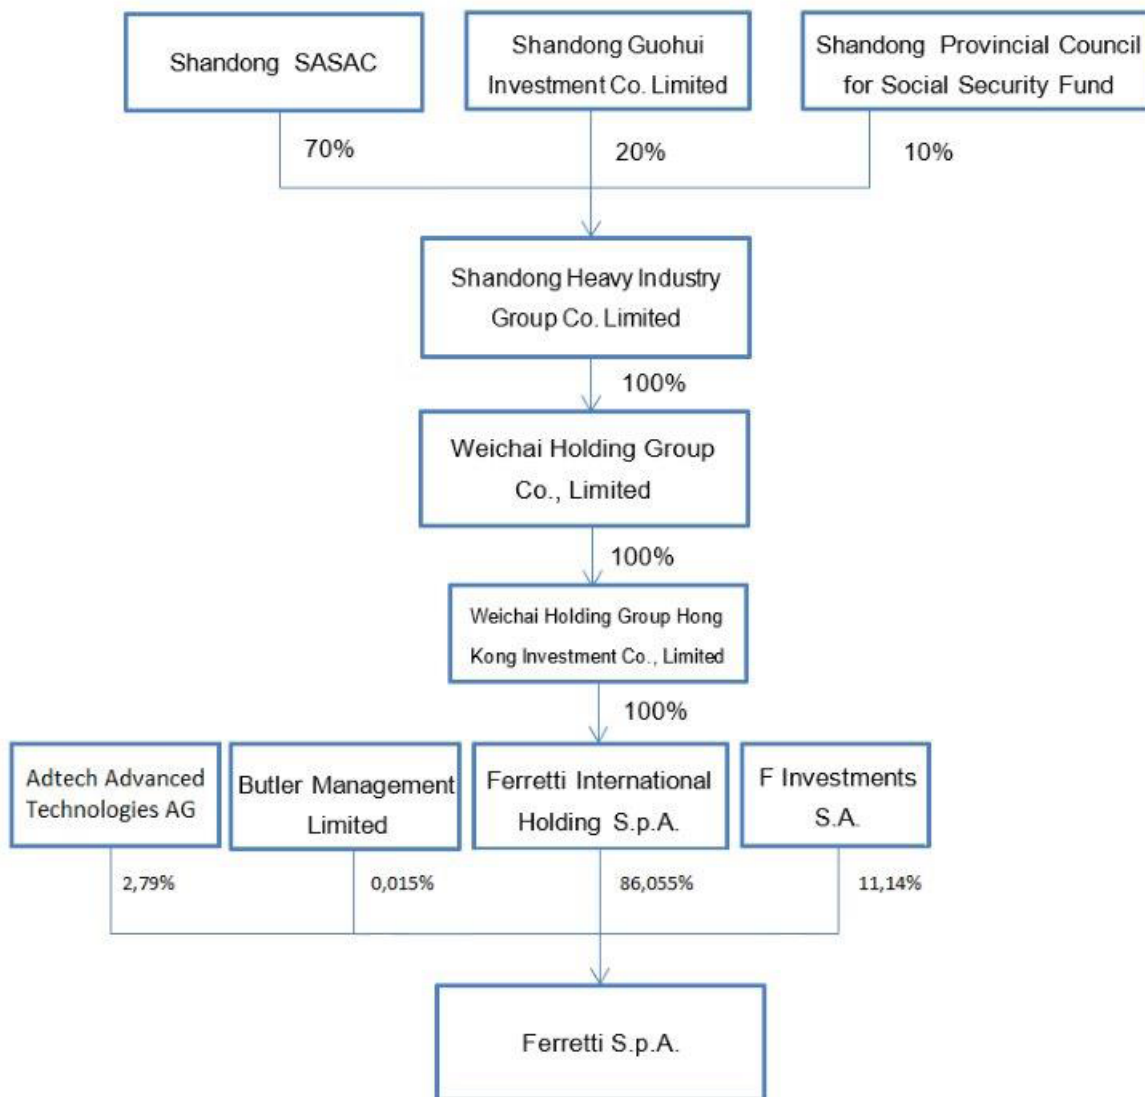 Shandong SASAC
Shandong Guohui
Investment Co. Limited
Shandong Provincial Council
for Social Security Fund
70%
20%
10%
Shandong Heavy Industry
Group Co. Limited
100%
Weichai Holding Group
Co., Limited
100%
Weichai Holding Group Hong
Kong Investment Co., Limited
100%
Adtech Advanced
Technologies AG
Butler Management
Limited
Ferretti International
Holding S.p.A.
F Investments
S.A.
2,79%
0,015%
86,055%
11,14%
Ferretti S.p.A.